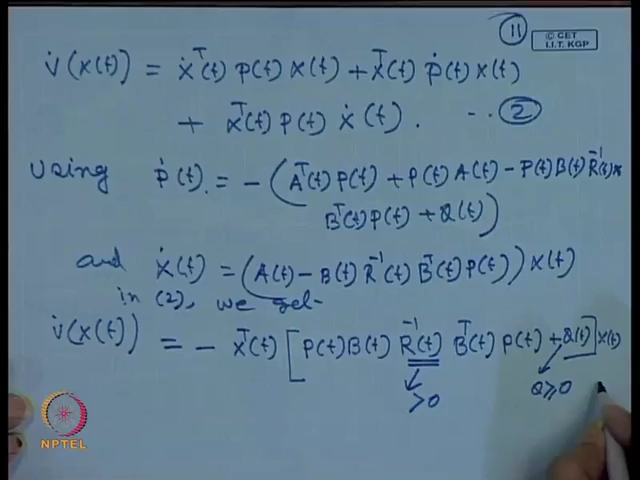 11
© CET
I.I.T. KGP
V̇(x(t)) = ẋᵀ(t) P(t) x(t) + xᵀ(t) Ṗ(t) x(t)
+ xᵀ(t) P(t) ẋ(t). -- (2)
Using Ṗ(t) = -(Aᵀ(t) P(t) + P(t) A(t) - P(t) B(t) R⁻¹(t) ×
Bᵀ(t) P(t) + Q(t))
and ẋ(t) = (A(t) - B(t) R⁻¹(t) Bᵀ(t) P(t)) x(t)
in (2), we get-
V̇(x(t)) = - xᵀ(t) [P(t) B(t) R⁻¹(t) Bᵀ(t) P(t) + Q(t)] x(t)
>0 Q≥0
NPTEL